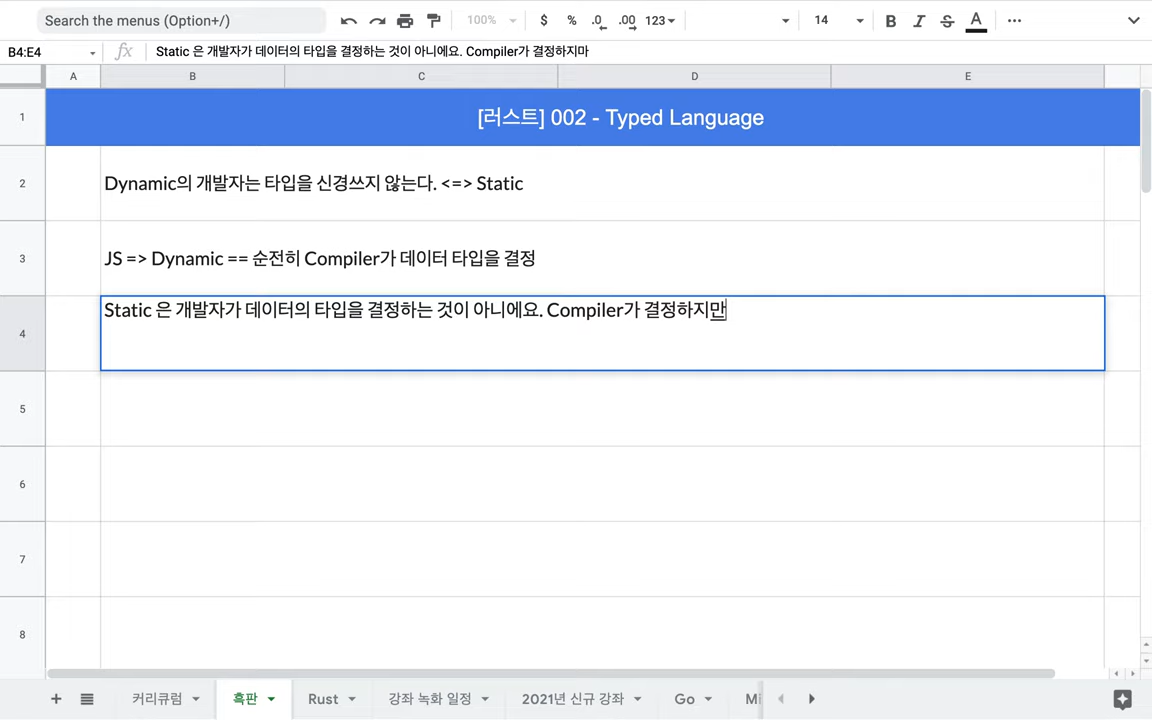 Search the menus (Option+/)
100%
$ % .0 .00 123
14
B I S A
B4:E4
fx
Static 은 개발자가 데이터의 타입을 결정하는 것이 아니에요. Compiler가 결정하지마
A B C D E
1 [러스트] 002 - Typed Language
2 Dynamic의 개발자는 타입을 신경쓰지 않는다. <=> Static
3 JS => Dynamic == 순전히 Compiler가 데이터 타입을 결정
4 Static 은 개발자가 데이터의 타입을 결정하는 것이 아니에요. Compiler가 결정하지만
5
6
7
8
커리큐럼 흑판 Rust 강좌 녹화 일정 2021년 신규 강좌 Go